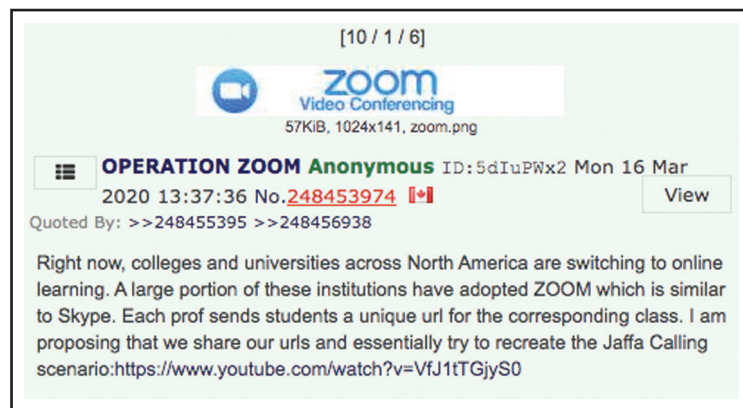 [10 / 1 / 6]
zoom
Video Conferencing
57KiB, 1024x141, zoom.png
OPERATION ZOOM Anonymous ID:5dIuPWx2 Mon 16 Mar
2020 13:37:36 No.248453974
View
Quoted By: >>248455395 >>248456938
Right now, colleges and universities across North America are switching to online
learning. A large portion of these institutions have adopted ZOOM which is similar
to Skype. Each prof sends students a unique url for the corresponding class. I am
proposing that we share our urls and essentially try to recreate the Jaffa Calling
scenario:https://www.youtube.com/watch?v=VfJ1tTGjyS0